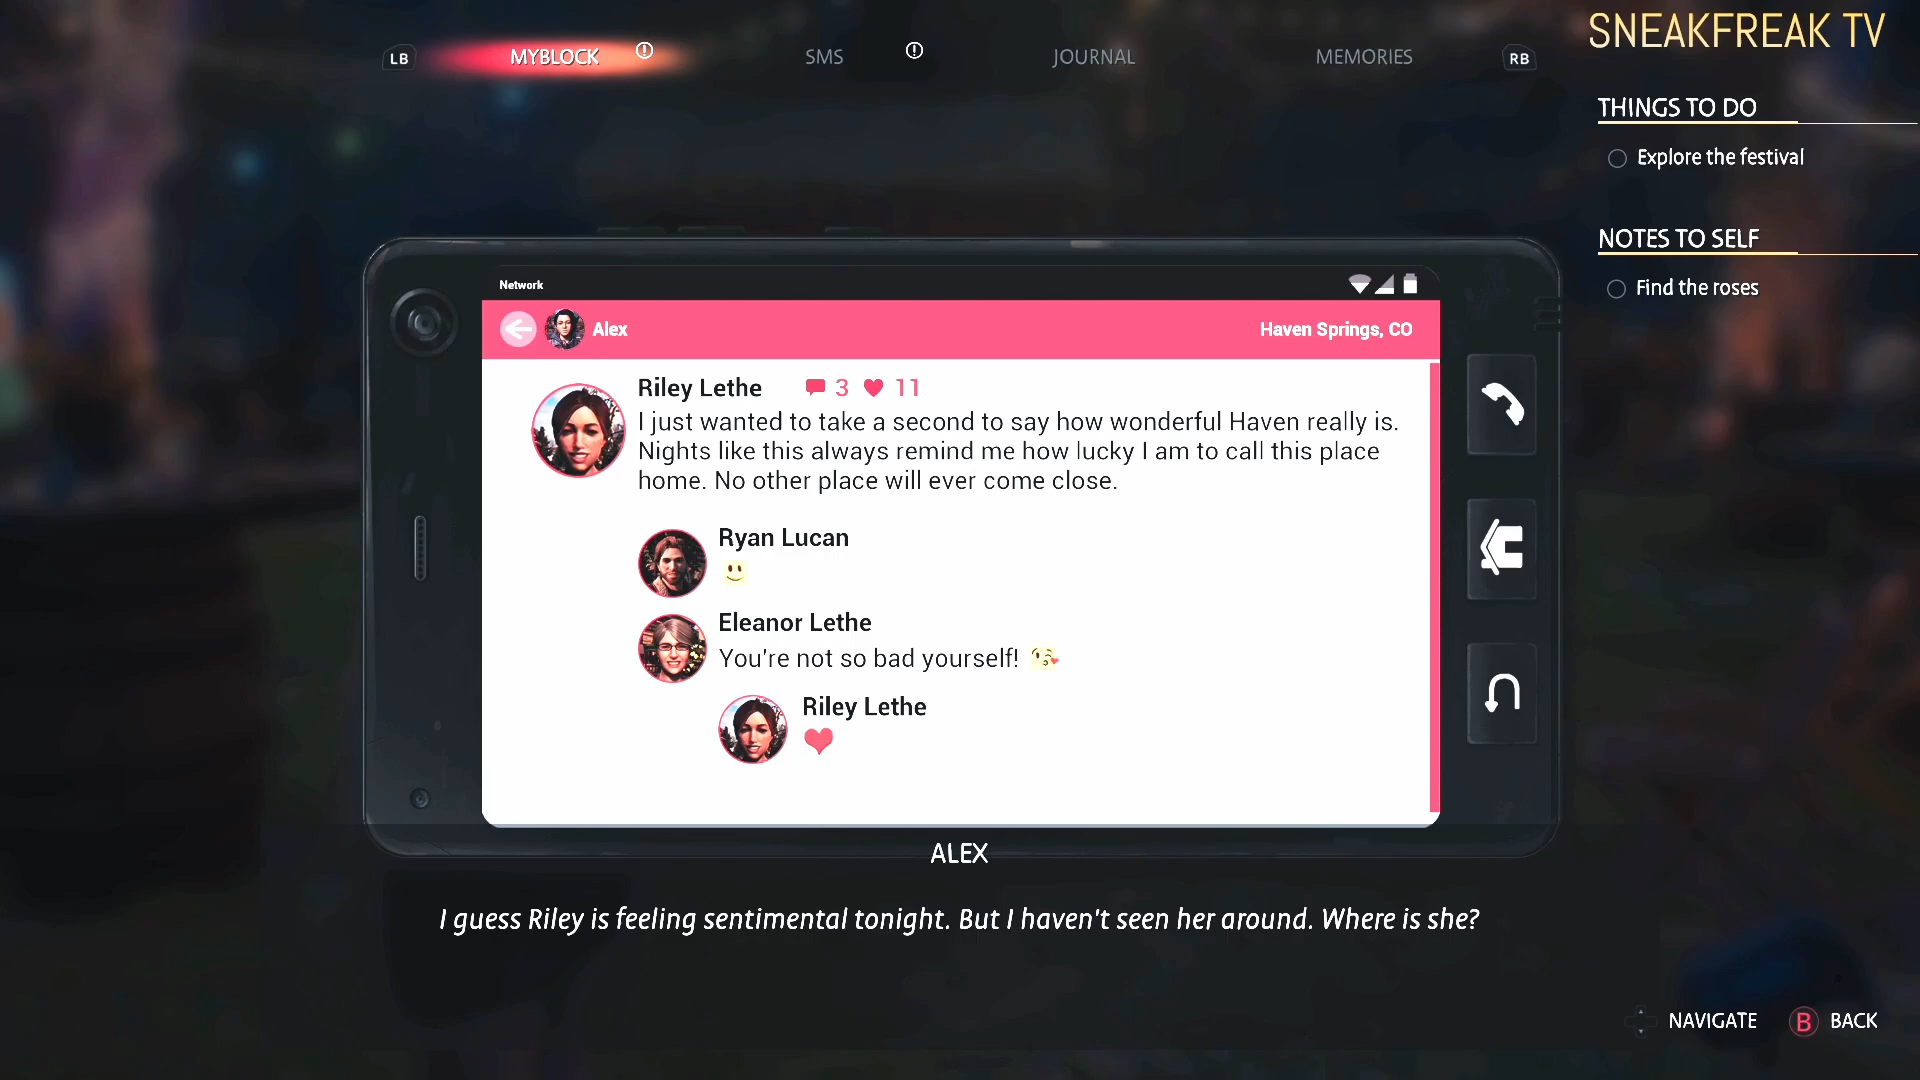 SNEAKFREAK TV
LB
MYBLOCK
SMS
JOURNAL
MEMORIES
RB
THINGS TO DO
Explore the festival
NOTES TO SELF
Find the roses
Network
Alex
Haven Springs, CO
Riley Lethe 3 11
I just wanted to take a second to say how wonderful Haven really is.
Nights like this always remind me how lucky I am to call this place
home. No other place will ever come close.
Ryan Lucan
Eleanor Lethe
You're not so bad yourself!
Riley Lethe
ALEX
I guess Riley is feeling sentimental tonight. But I haven't seen her around. Where is she?
NAVIGATE
B BACK